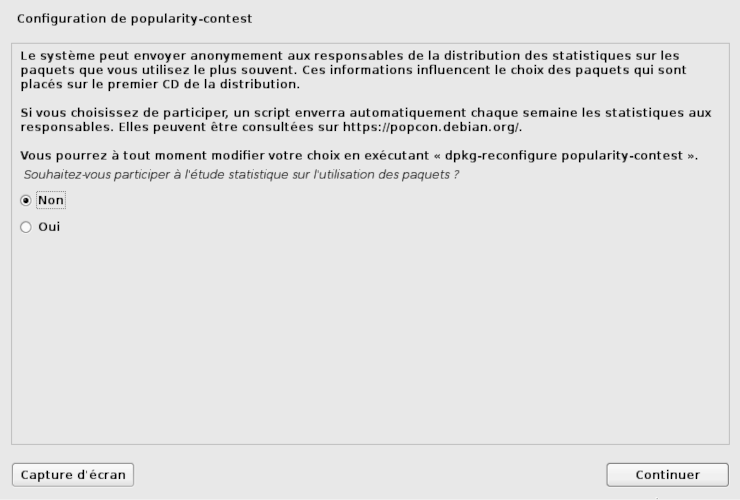 Configuration de popularity-contest
Le système peut envoyer anonymement aux responsables de la distribution des statistiques sur les
paquets que vous utilisez le plus souvent. Ces informations influencent le choix des paquets qui sont
placés sur le premier CD de la distribution.
Si vous choisissez de participer, un script enverra automatiquement chaque semaine les statistiques aux
responsables. Elles peuvent être consultées sur https://popcon.debian.org/.
Vous pourrez à tout moment modifier votre choix en exécutant « dpkg-reconfigure popularity-contest ».
Souhaitez-vous participer à l'étude statistique sur l'utilisation des paquets ?
Non
Oui
Capture d'écran
Continuer